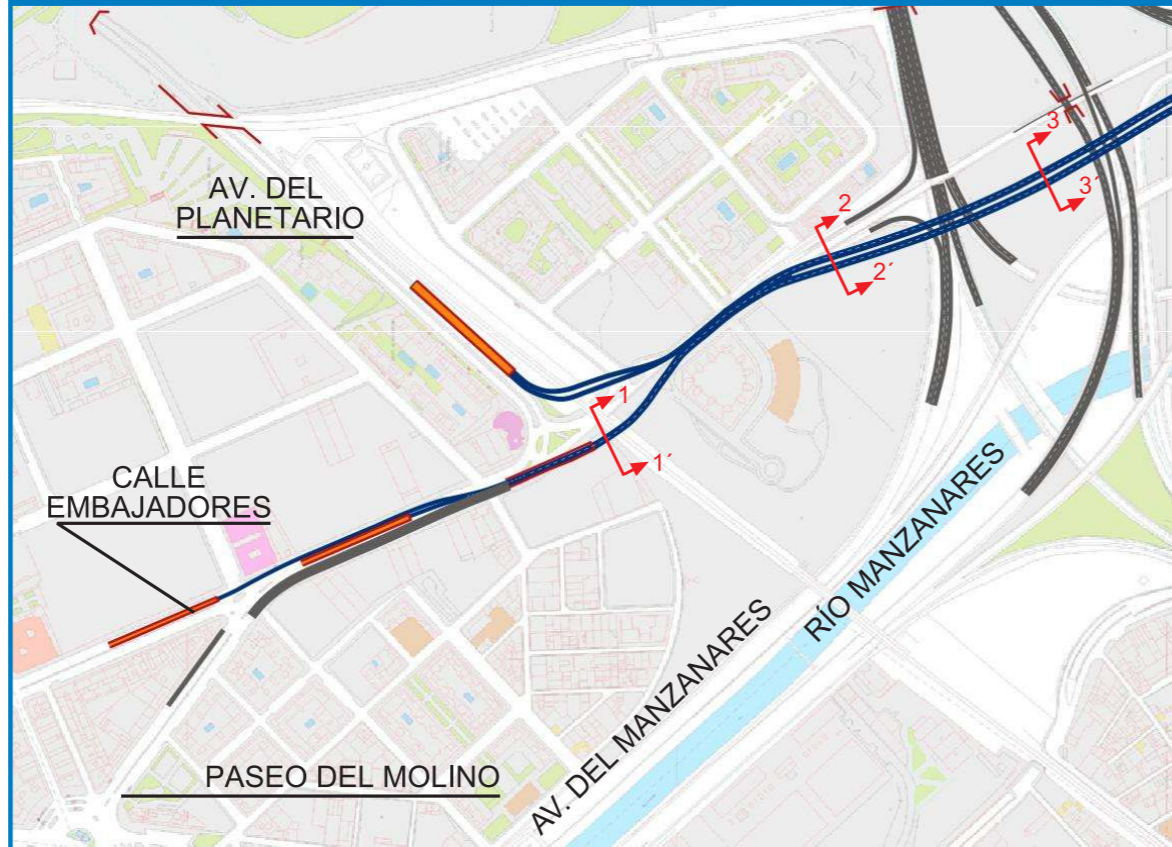 3
3´
AV. DEL
PLANETARIO
2
2´
1
1´
CALLE
EMBAJADORES
RÍO MANZANARES
AV. DEL MANZANARES
PASEO DEL MOLINO